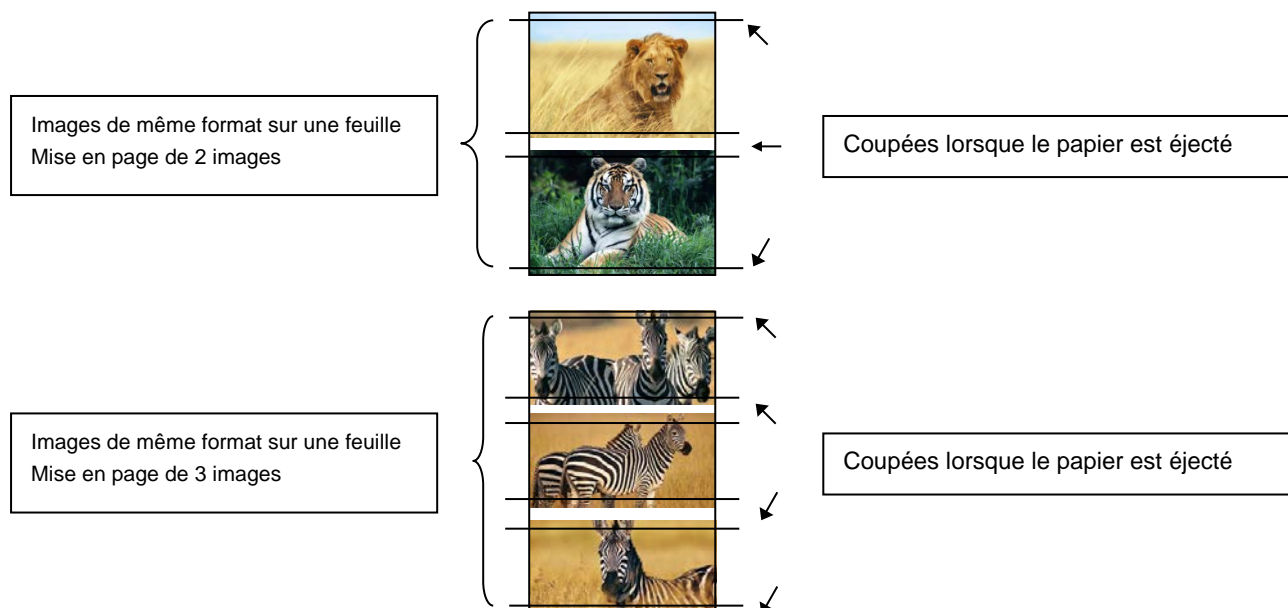 Images de même format sur une feuille
Mise en page de 2 images
Coupées lorsque le papier est éjecté
Images de même format sur une feuille
Mise en page de 3 images
Coupées lorsque le papier est éjecté